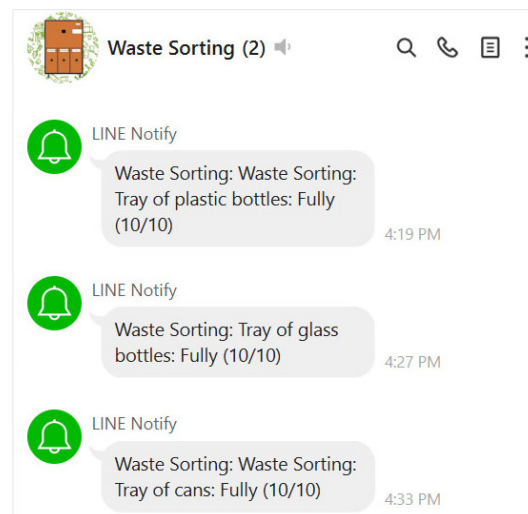 Waste Sorting (2)
LINE Notify
Waste Sorting: Waste Sorting:
Tray of plastic bottles: Fully
(10/10)
4:19 PM
LINE Notify
Waste Sorting: Tray of glass
bottles: Fully (10/10)
4:27 PM
LINE Notify
Waste Sorting: Waste Sorting:
Tray of cans: Fully (10/10)
4:33 PM